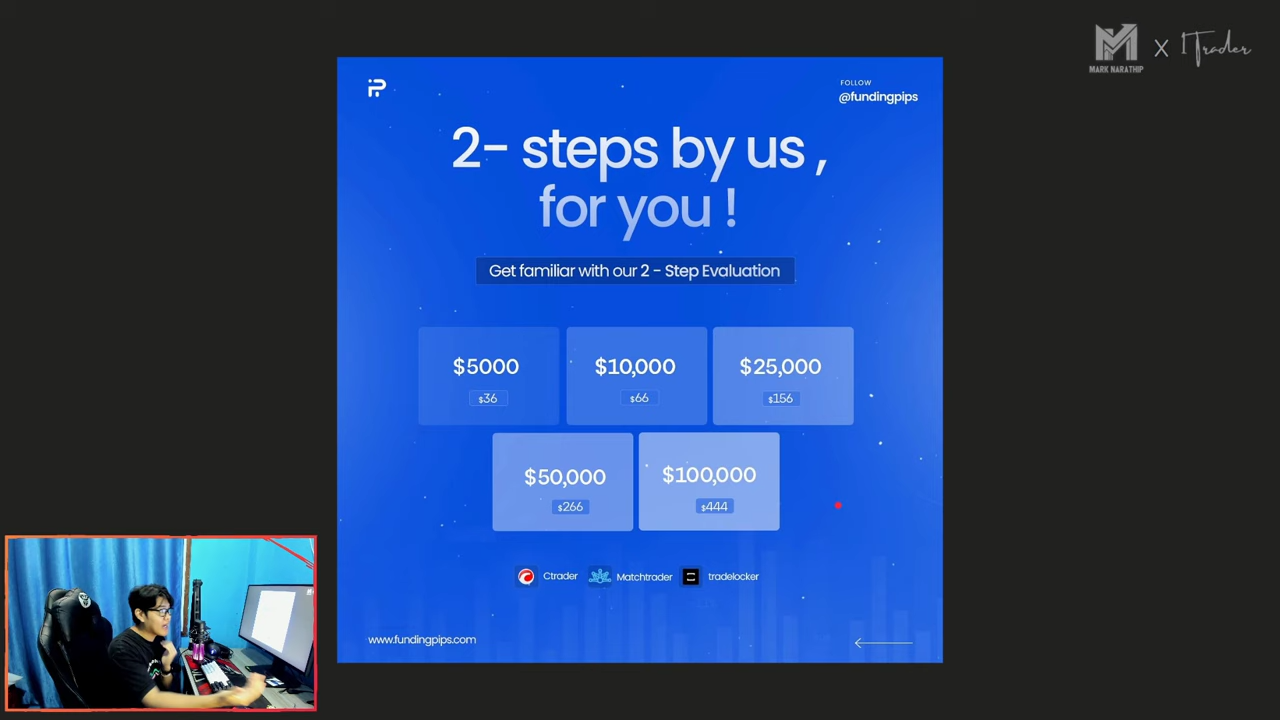 MARK NARATHIP
X
1Trader
FOLLOW
@fundingpips
2- steps by us ,
for you !
Get familiar with our 2 - Step Evaluation
$5000
$36
$10,000
$66
$25,000
$156
$50,000
$266
$100,000
$444
Ctrader
Matchtrader
tradelocker
www.fundingpips.com